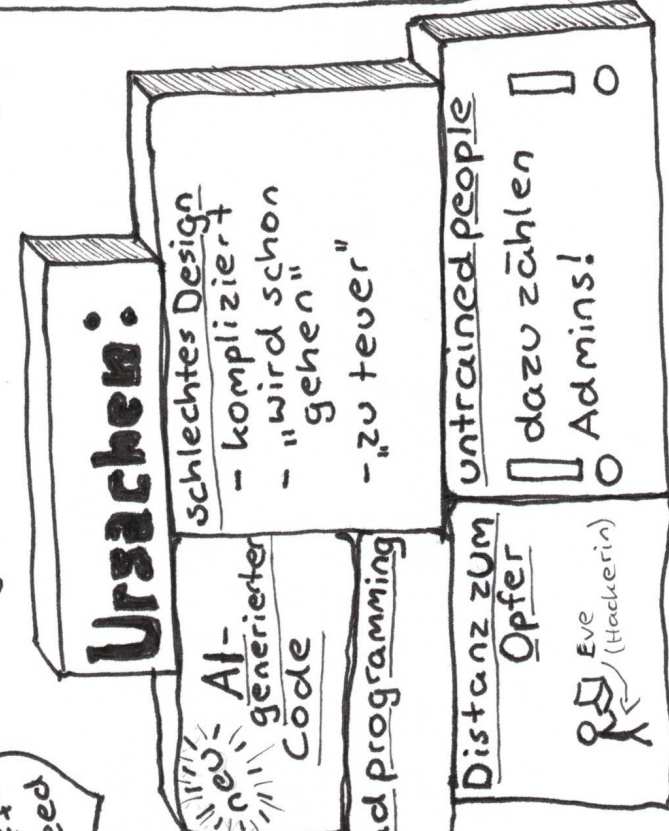 Ursachen:
neu-
AI-
generierter
Code
schlechtes Design
- kompliziert
- „wird schon
gehen"
- „zu teuer"
programming
Distanz zum
Opfer
Eve
(Hackerin)
untrained people
! dazu zählen !
Admins!